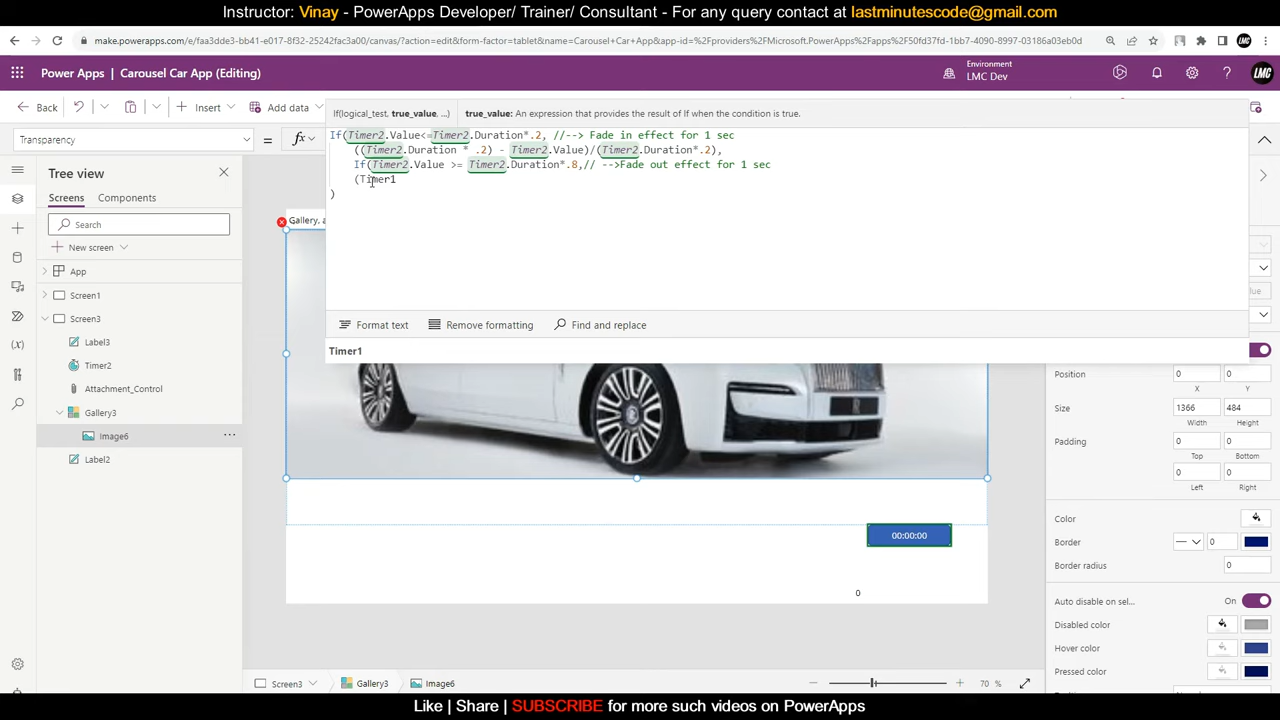 Instructor: Vinay - PowerApps Developer/ Trainer/ Consultant - For any query contact at lastminutescode@gmail.com
make.powerapps.com/e/faa3dde3-bb41-e017-8f32-25242fac3a00/canvas/?action=edit&form-factor=tablet&name=Carousel+Car+App&app-id=%2Fproviders%2FMicrosoft.PowerApps%2Fapps%2F50fd37fd-1bb7-4090-8997-03186a03eb0d
LMC
Power Apps | Carousel Car App (Editing)
Environment
LMC Dev
LMC
Back
Insert
Add data
If(logical_test, true_value, ...)
true_value: An expression that provides the result of If when the condition is true.
Transparency
= fx
If(Timer2.Value<=Timer2.Duration*.2, //--> Fade in effect for 1 sec
((Timer2.Duration * .2) - Timer2.Value)/(Timer2.Duration*.2),
If(Timer2.Value >= Timer2.Duration*.8,// -->Fade out effect for 1 sec
(Timer1
)
Format text
Remove formatting
Find and replace
Timer1
Tree view
Screens
Components
Search
New screen
App
Screen1
Screen3
Label3
Timer2
Attachment_Control
Gallery3
Image6
Label2
Gallery, a
00:00:00
0
Position
0
0
X
Y
Size
1366
484
Width
Height
Padding
0
0
Top
Bottom
0
0
Left
Right
Color
Border
0
Border radius
0
Auto disable on sel...
On
Disabled color
Hover color
Pressed color
Screen3
Gallery3
Image6
70 %
Like | Share | SUBSCRIBE for more such videos on PowerApps